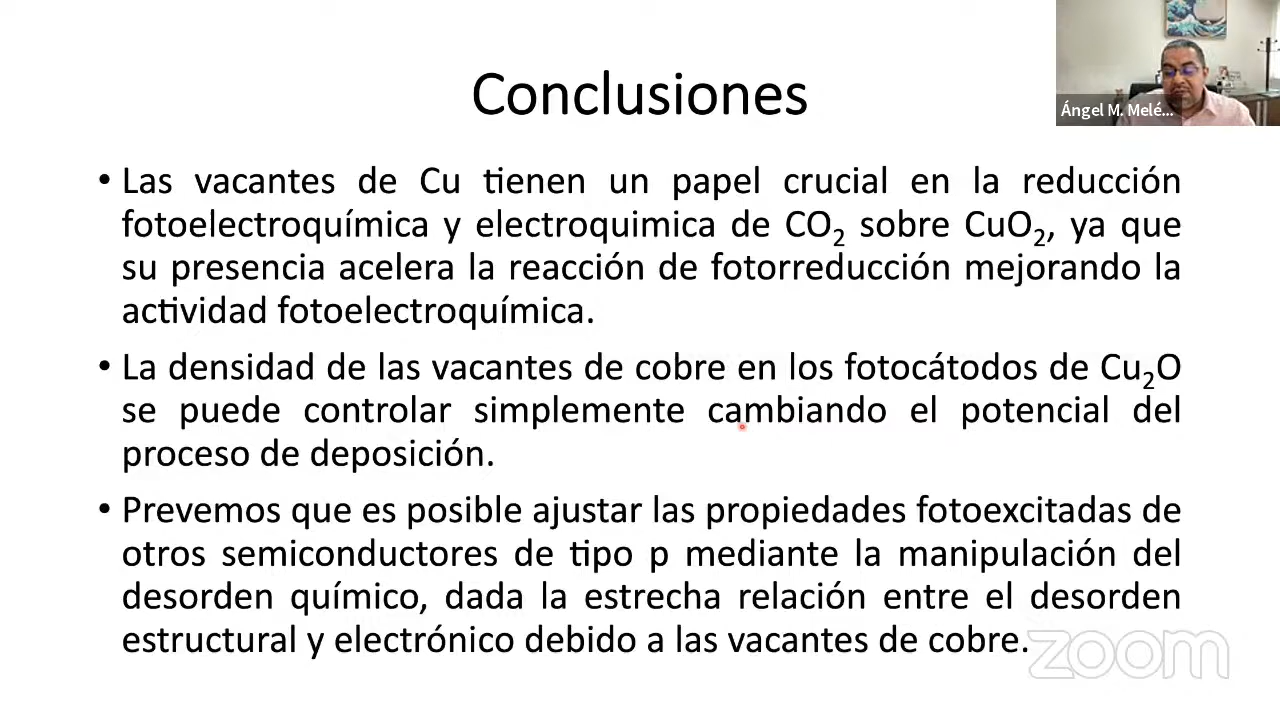 Conclusiones
Ángel M. Melé...
• Las vacantes de Cu tienen un papel crucial en la reducción
fotoelectroquímica y electroquimica de CO₂ sobre CuO₂, ya que
su presencia acelera la reacción de fotorreducción mejorando la
actividad fotoelectroquímica.
• La densidad de las vacantes de cobre en los fotocátodos de Cu₂O
se puede controlar simplemente cambiando el potencial del
proceso de deposición.
• Prevemos que es posible ajustar las propiedades fotoexcitadas de
otros semiconductores de tipo p mediante la manipulación del
desorden químico, dada la estrecha relación entre el desorden
estructural y electrónico debido a las vacantes de cobre.
zoom